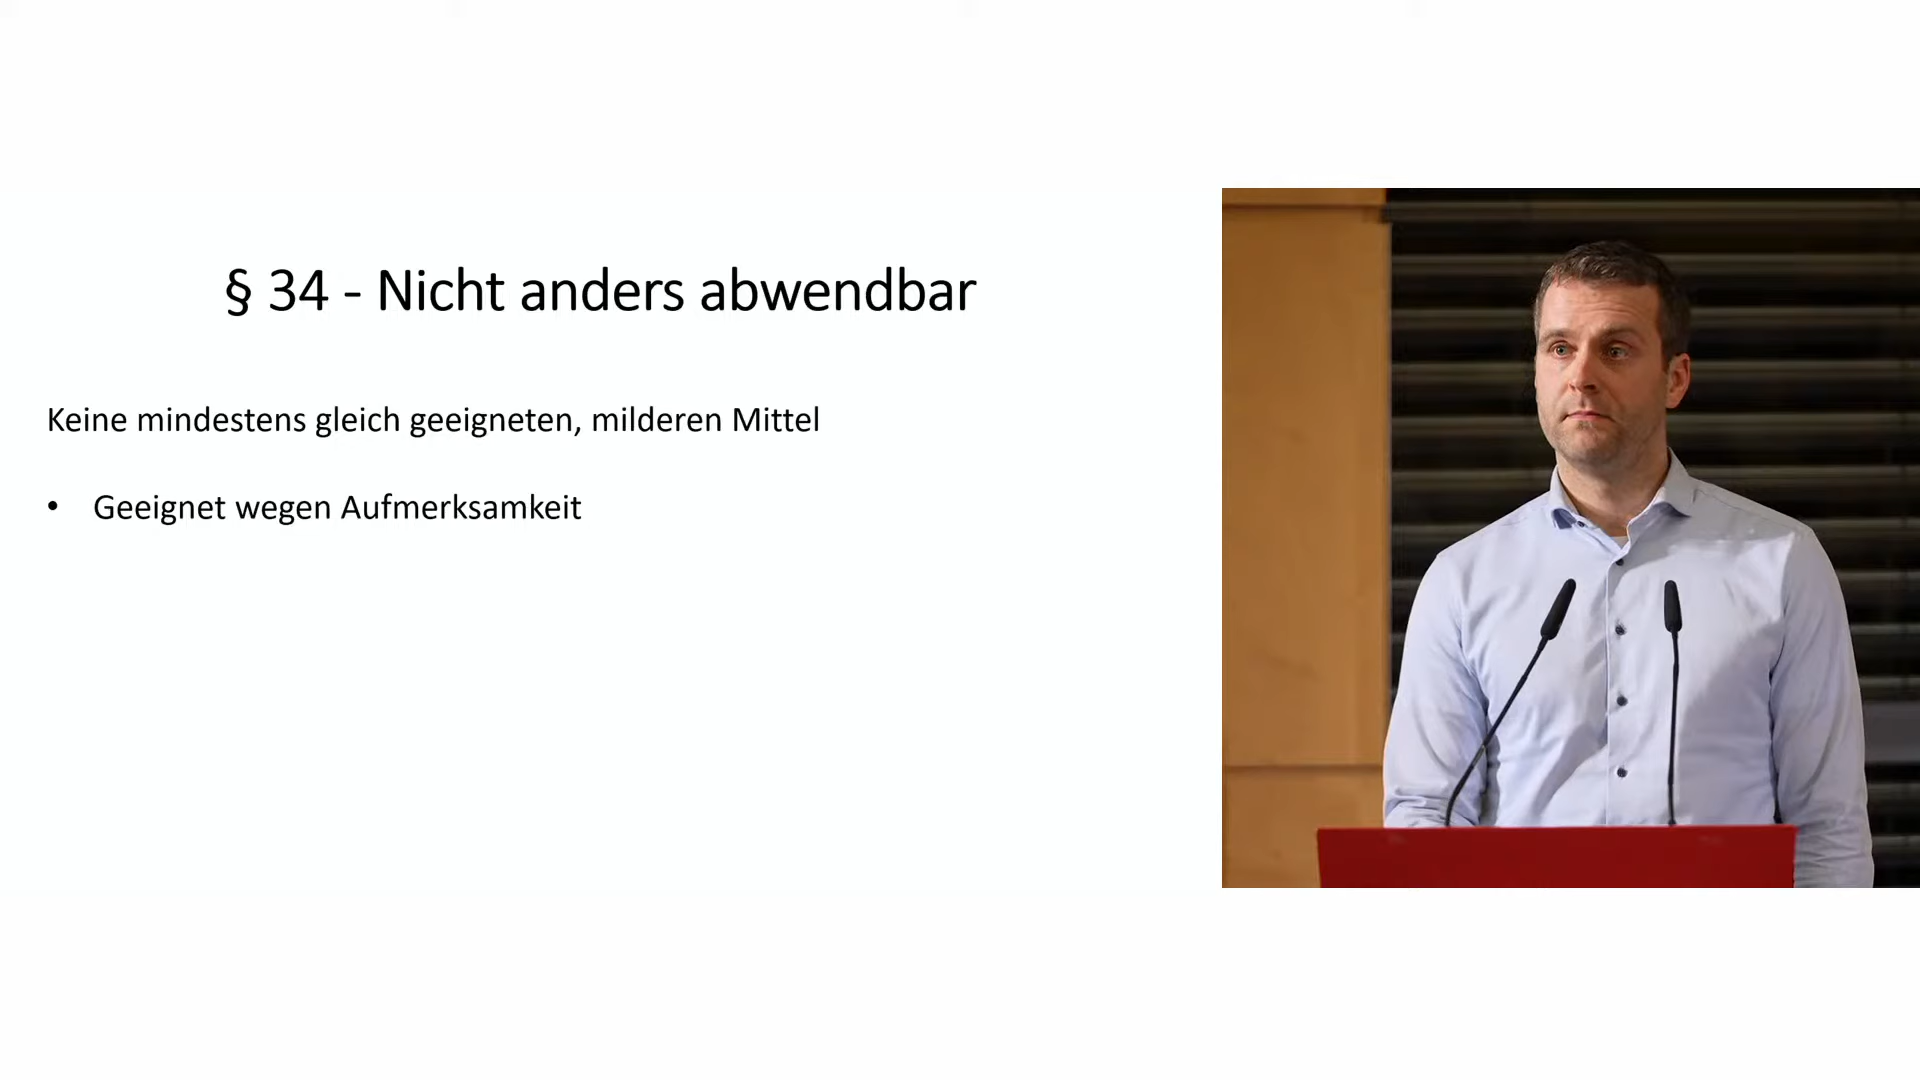 § 34 - Nicht anders abwendbar
Keine mindestens gleich geeigneten, milderen Mittel
• Geeignet wegen Aufmerksamkeit